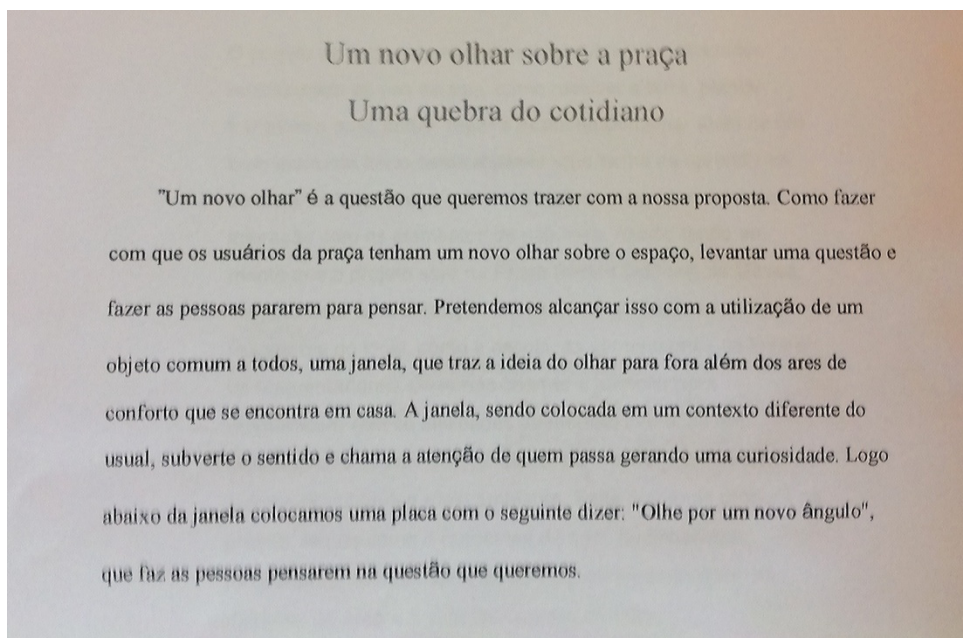 Um novo olhar sobre a praça
Uma quebra do cotidiano
"Um novo olhar" é a questão que queremos trazer com a nossa proposta. Como fazer
com que os usuários da praça tenham um novo olhar sobre o espaço, levantar uma questão e
fazer as pessoas pararem para pensar. Pretendemos alcançar isso com a utilização de um
objeto comum a todos, uma janela, que traz a ideia do olhar para fora além dos ares de
conforto que se encontra em casa. A janela, sendo colocada em um contexto diferente do
usual, subverte o sentido e chama a atenção de quem passa gerando uma curiosidade. Logo
abaixo da janela colocamos uma placa com o seguinte dizer: "Olhe por um novo ângulo",
que faz as pessoas pensarem na questão que queremos.